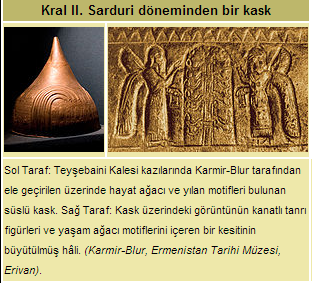 Kral II. Sarduri döneminden bir kask
Sol Taraf: Teyşebaini Kalesi kazılarında Karmir-Blur tarafından
ele geçirilen üzerinde hayat ağacı ve yılan motifleri bulunan
süslü kask. Sağ Taraf: Kask üzerindeki görüntünün kanatlı tanrı
figürleri ve yaşam ağacı motiflerini içeren bir kesitinin
büyütülmüş hâli. (Karmir-Blur, Ermenistan Tarihi Müzesi,
Erivan).